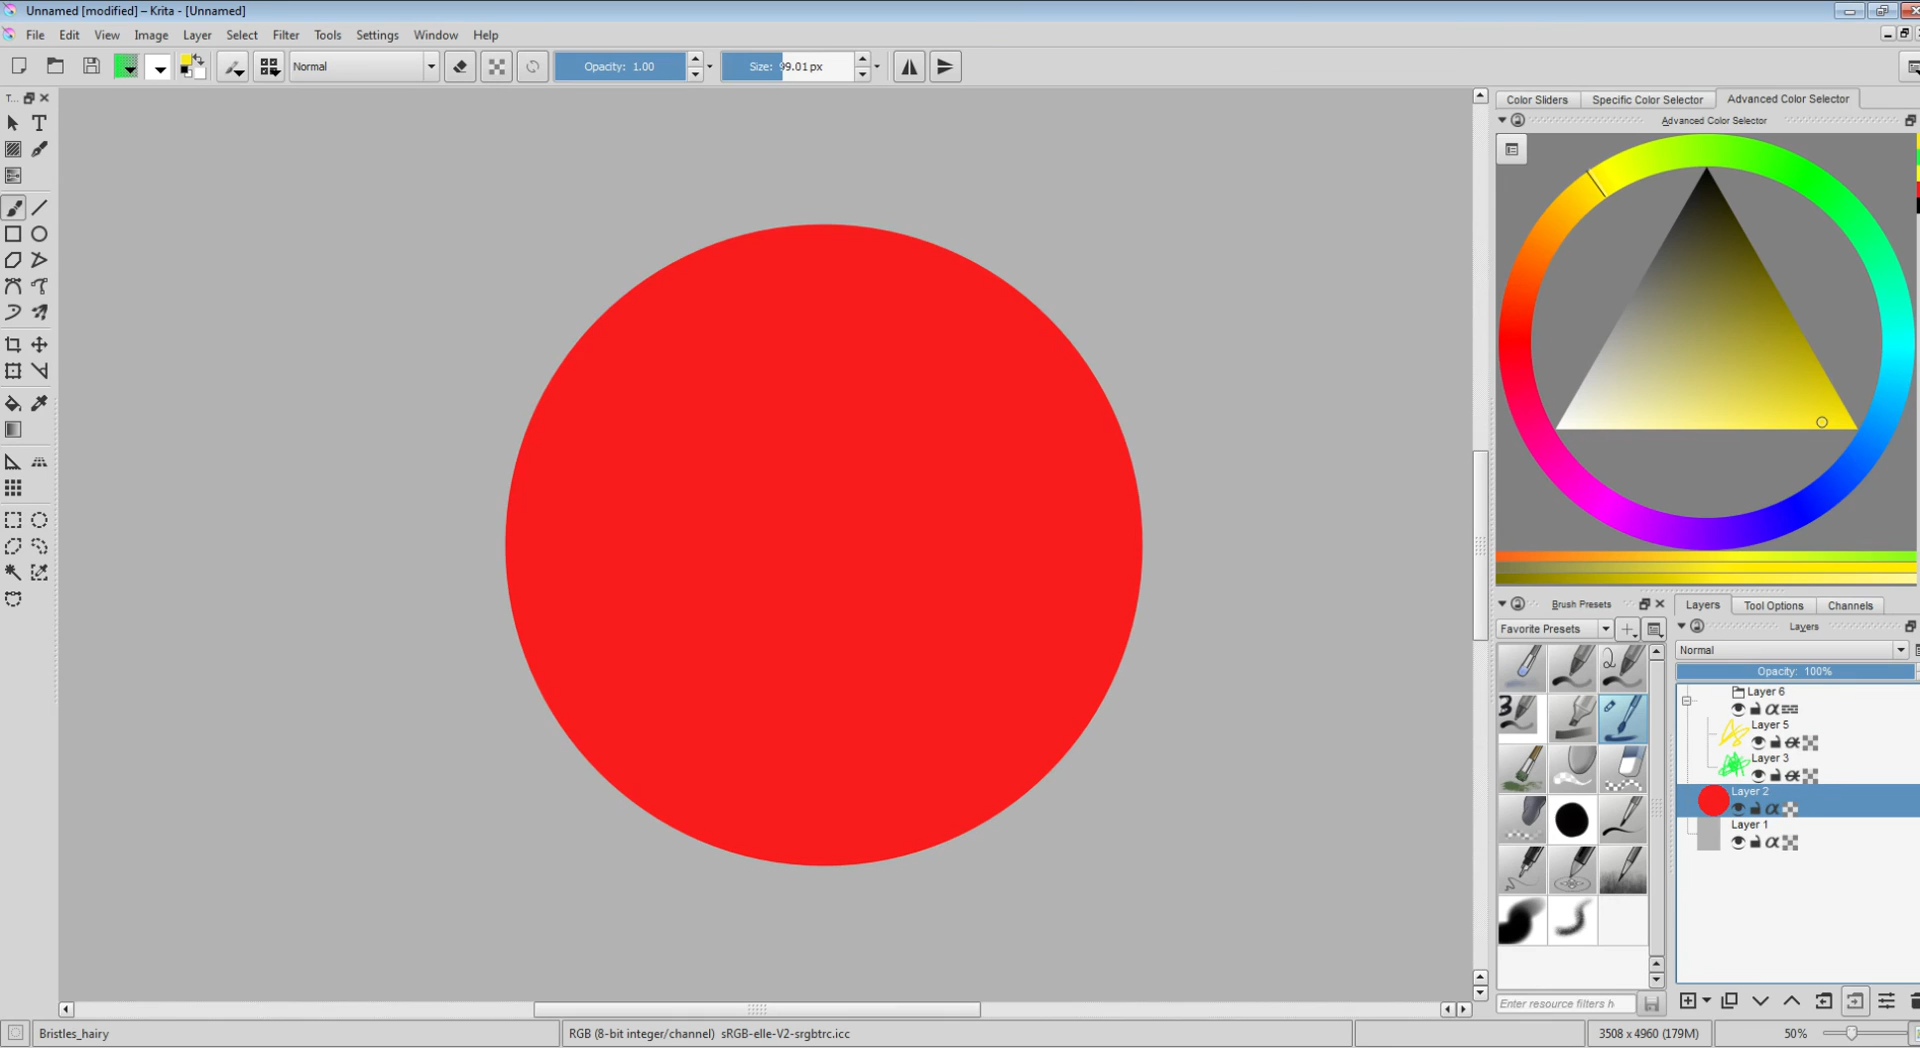 Unnamed [modified] – Krita - [Unnamed]
File Edit View Image Layer Select Filter Tools Settings Window Help
Normal Opacity: 1.00 Size: 99.01 px
T...
Color Sliders Specific Color Selector Advanced Color Selector
Advanced Color Selector
Brush Presets
Favorite Presets
2
3
Enter resource filters h
Layers Tool Options Channels
Layers
Normal
Opacity: 100%
Layer 6
Layer 5
Layer 3
Layer 2
Layer 1
Bristles_hairy RGB (8-bit integer/channel) sRGB-elle-V2-srgbtrc.icc 3508 x 4960 (179M) 50%